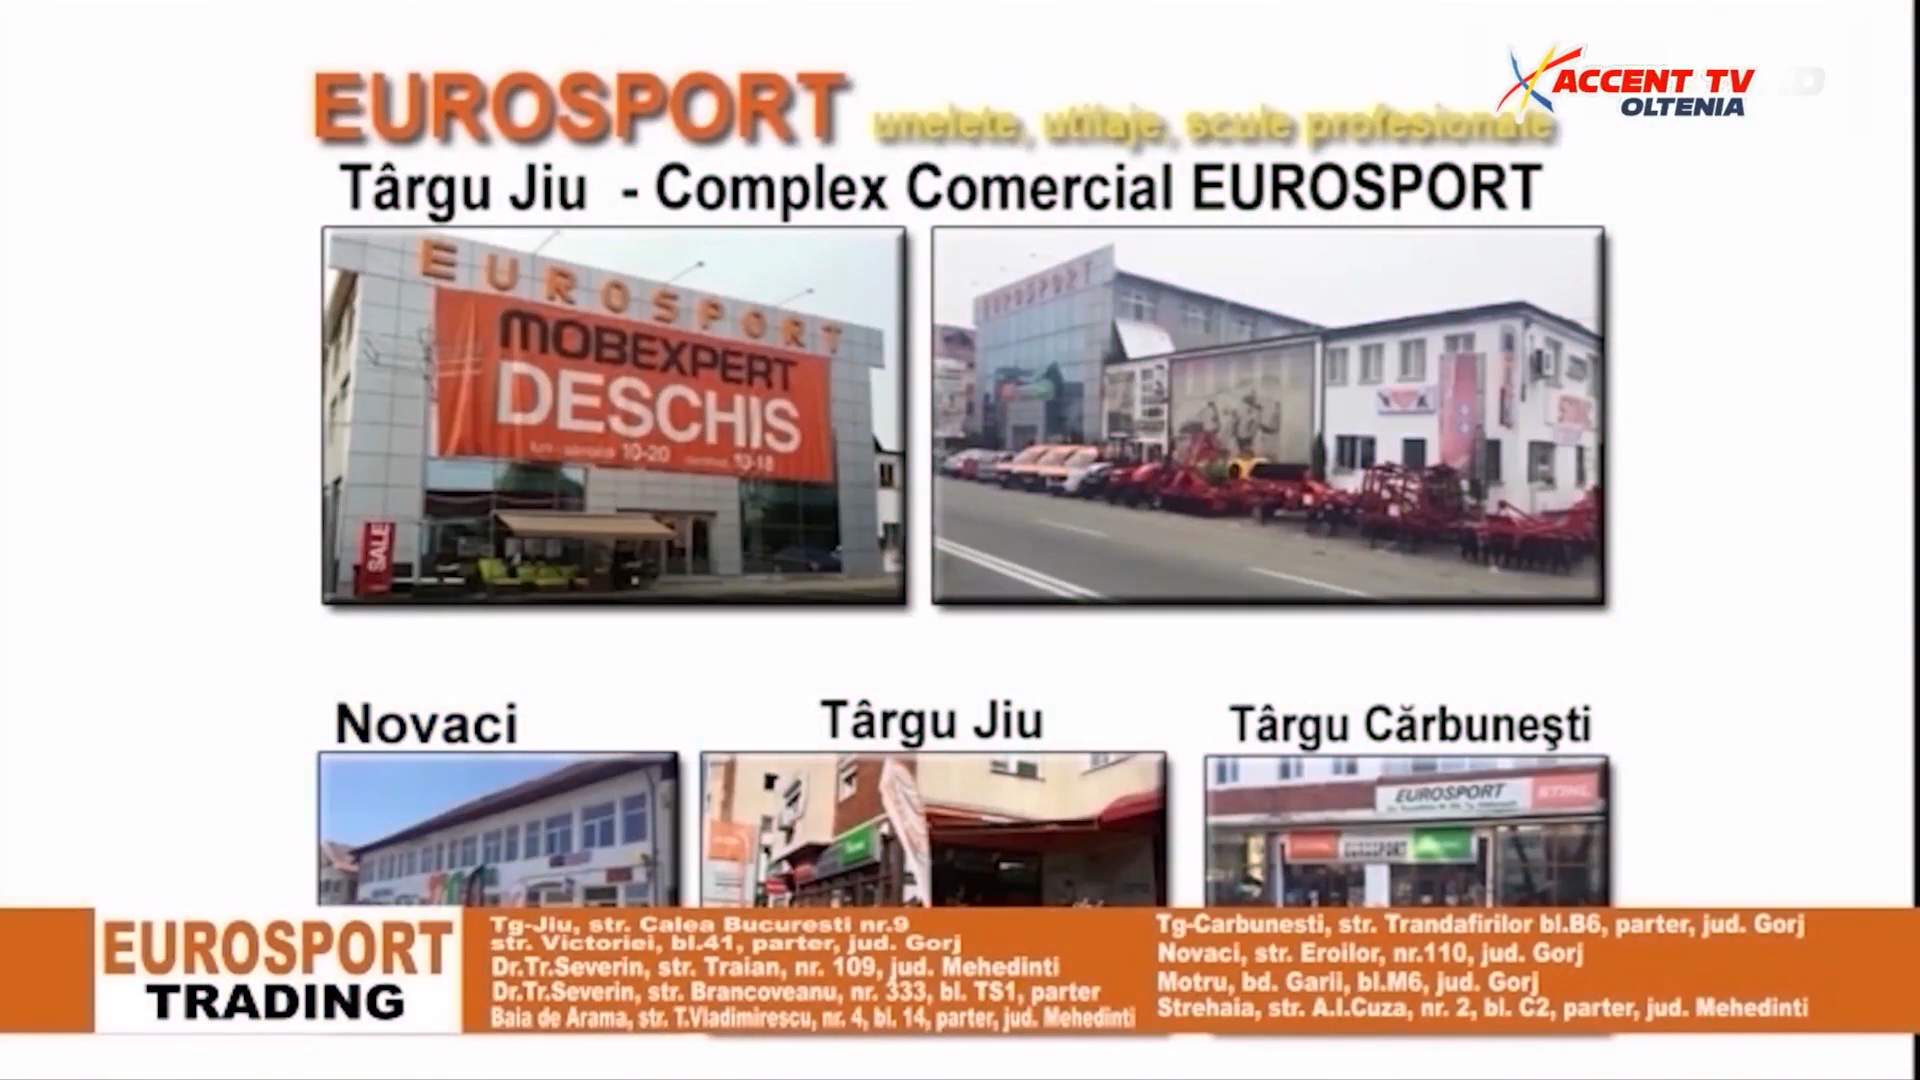 EUROSPORT unelete, utilaje, scule profesionale
ACCENT TV
OLTENIA
Târgu Jiu - Complex Comercial EUROSPORT
EUROSPORT
MOBEXPERT
DESCHIS
10-20 10-18
SALE
EUROSPORT
Novaci
Târgu Jiu
Târgu Cărbuneşti
EUROSPORT STIHL
EUROSPORT
EUROSPORT
TRADING
Tg-Jiu, str. Calea Bucuresti nr.9
str. Victoriei, bl.41, parter, jud. Gorj
Dr.Tr.Severin, str. Traian, nr. 109, jud. Mehedinti
Dr.Tr.Severin, str. Brancoveanu, nr. 333, bl. TS1, parter
Baia de Arama, str. T.Vladimirescu, nr. 4, bl. 14, parter, jud. Mehedinti
Tg-Carbunesti, str. Trandafirilor bl.B6, parter, jud. Gorj
Novaci, str. Eroilor, nr.110, jud. Gorj
Motru, bd. Garii, bl.M6, jud. Gorj
Strehaia, str. A.I.Cuza, nr. 2, bl. C2, parter, jud. Mehedinti